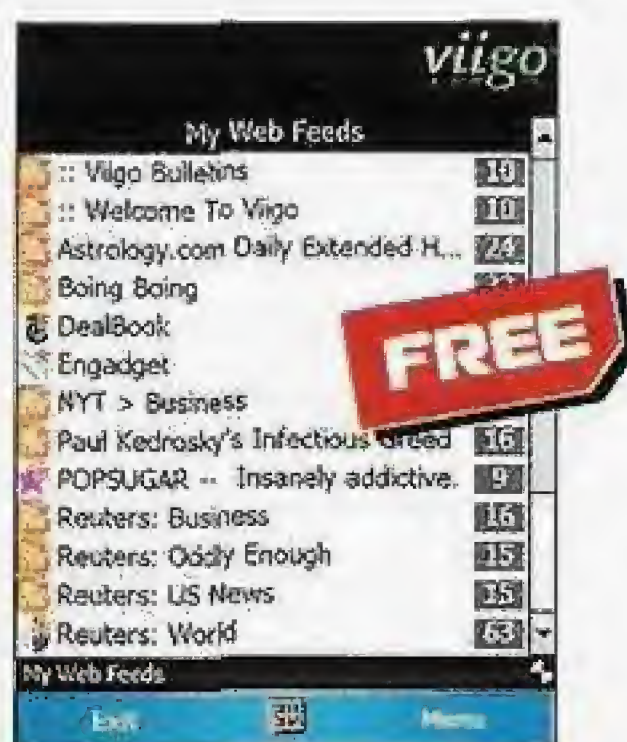 viigo
My Web Feeds
:: Viigo Bulletins 10
:: Welcome To Viigo 10
Astrology.com Daily Extended H... 24
Boing Boing
FREE
DealBook
Engadget
NYT > Business
Paul Kedrosky's Infectious Greed 16
POPSUGAR -- Insanely addictive. 9
Reuters: Business 16
Reuters: Oddly Enough 15
Reuters: US News 15
Reuters: World 63
My Web Feeds
Exit Menu